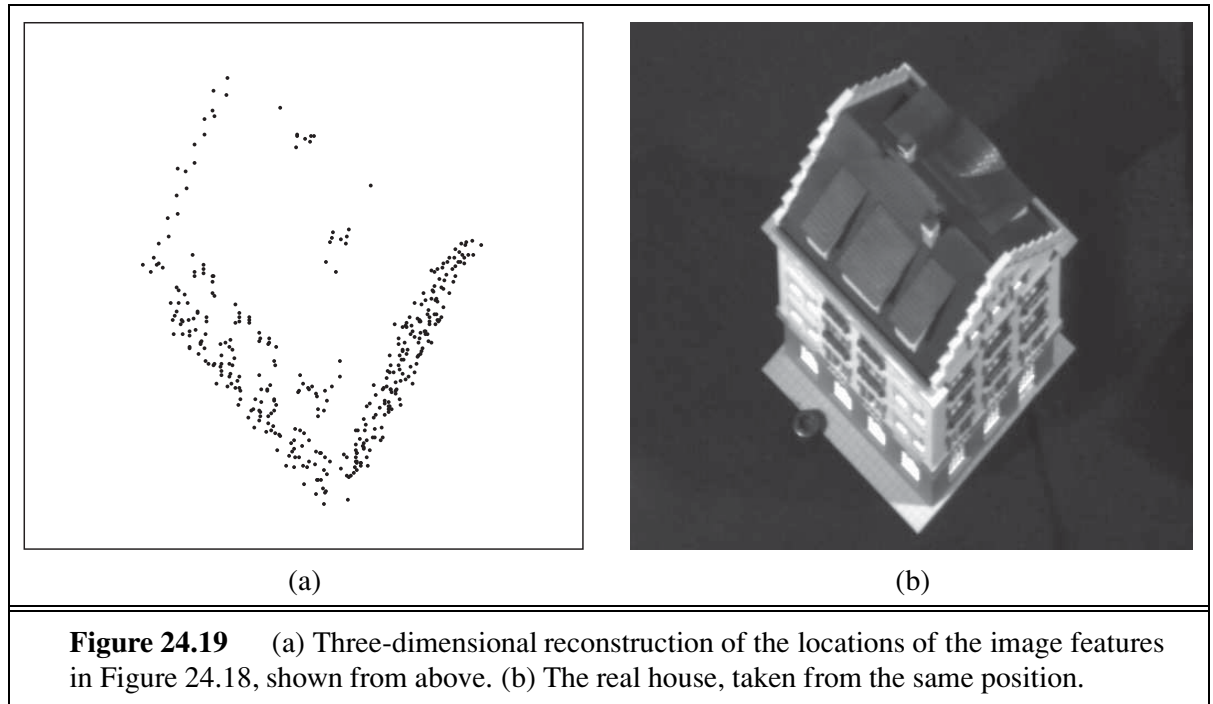 (a)
(b)
Figure 24.19 (a) Three-dimensional reconstruction of the locations of the image features
in Figure 24.18, shown from above. (b) The real house, taken from the same position.